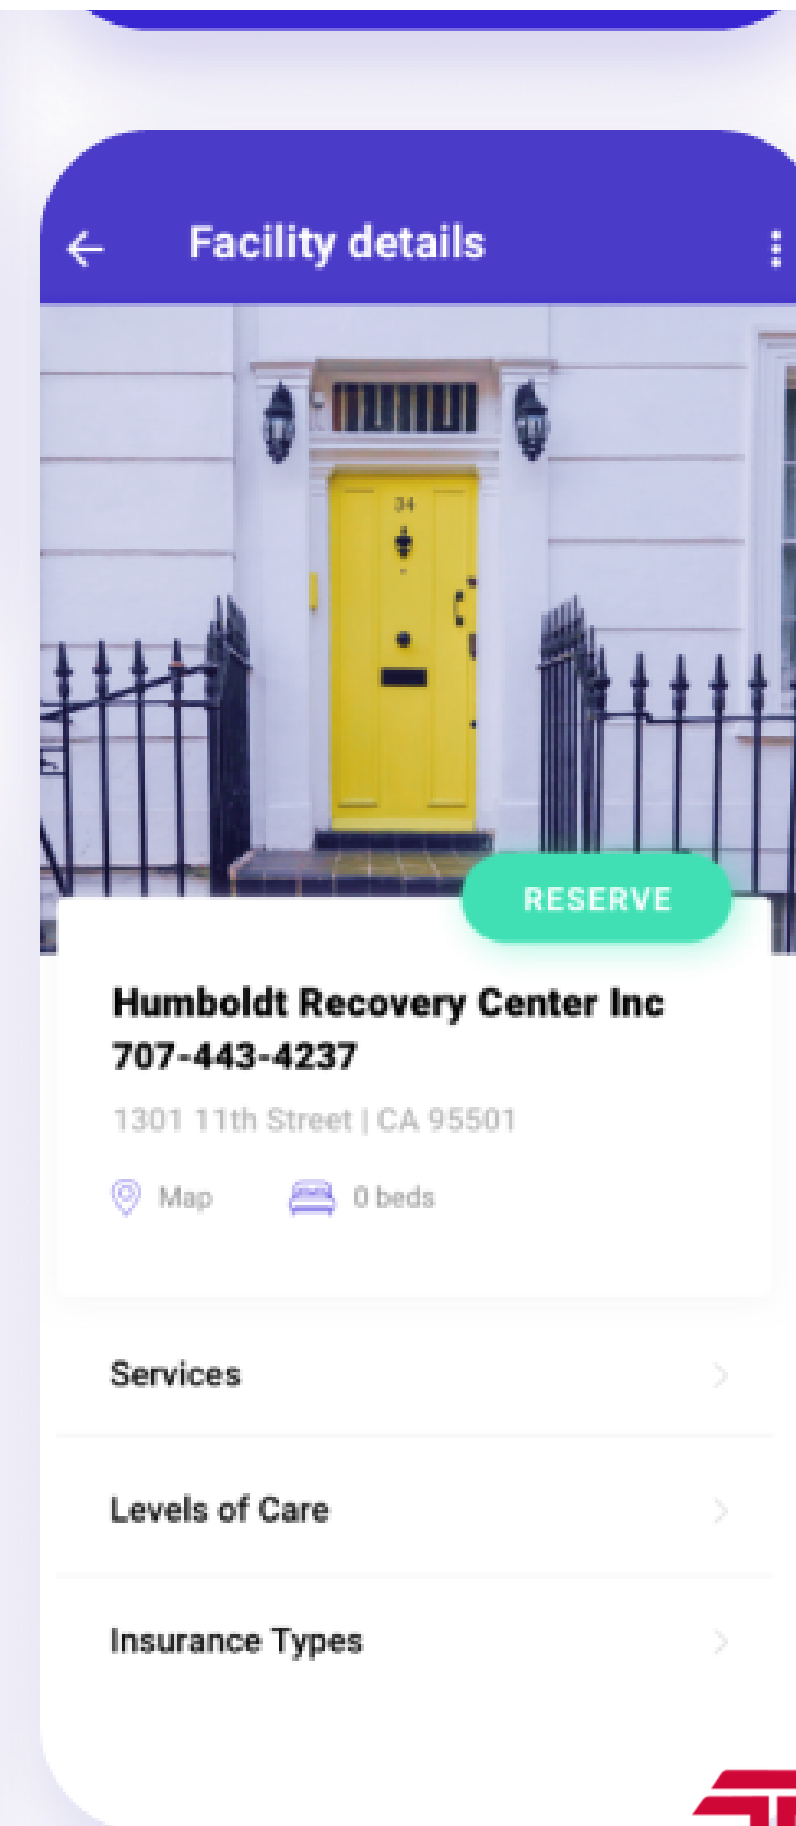 Facility details
34
RESERVE
Humboldt Recovery Center Inc
707-443-4237
1301 11th Street | CA 95501
Map
0 beds
Services
Levels of Care
Insurance Types